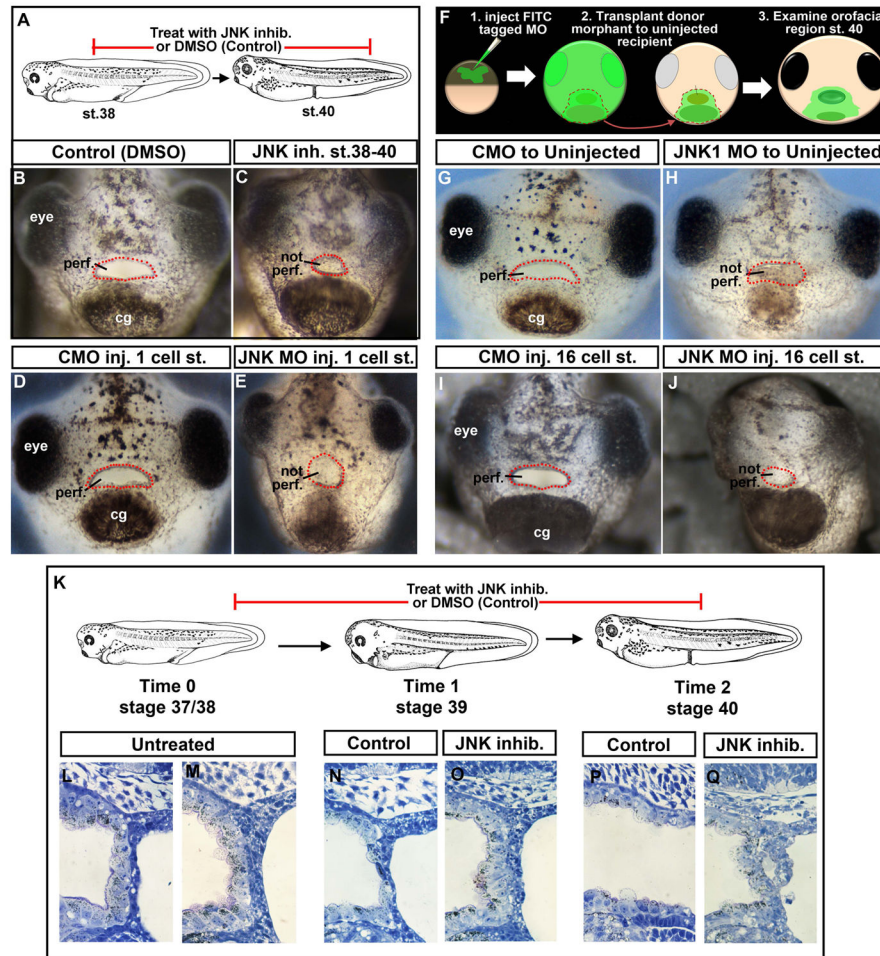 A
Treat with JNK inhib.
or DMSO (Control)
st.38
st.40
Control (DMSO)
JNK inh. st.38-40
B
eye
perf.
cg
C
not
perf.
CMO inj. 1 cell st.
JNK MO inj. 1 cell st.
D
eye
perf.
cg
E
not
perf.
F
1. inject FITC
tagged MO
2. Transplant donor
morphant to uninjected
recipient
3. Examine orofacial
region st. 40
CMO to Uninjected
JNK1 MO to Uninjected
G
eye
perf.
cg
H
not
perf.
CMO inj. 16 cell st.
JNK MO inj. 16 cell st.
I
eye
perf.
cg
J
not
perf.
K
Treat with JNK inhib.
or DMSO (Control)
Time 0
stage 37/38
Time 1
stage 39
Time 2
stage 40
Untreated
Control
JNK inhib.
Control
JNK inhib.
L
M
N
O
P
Q